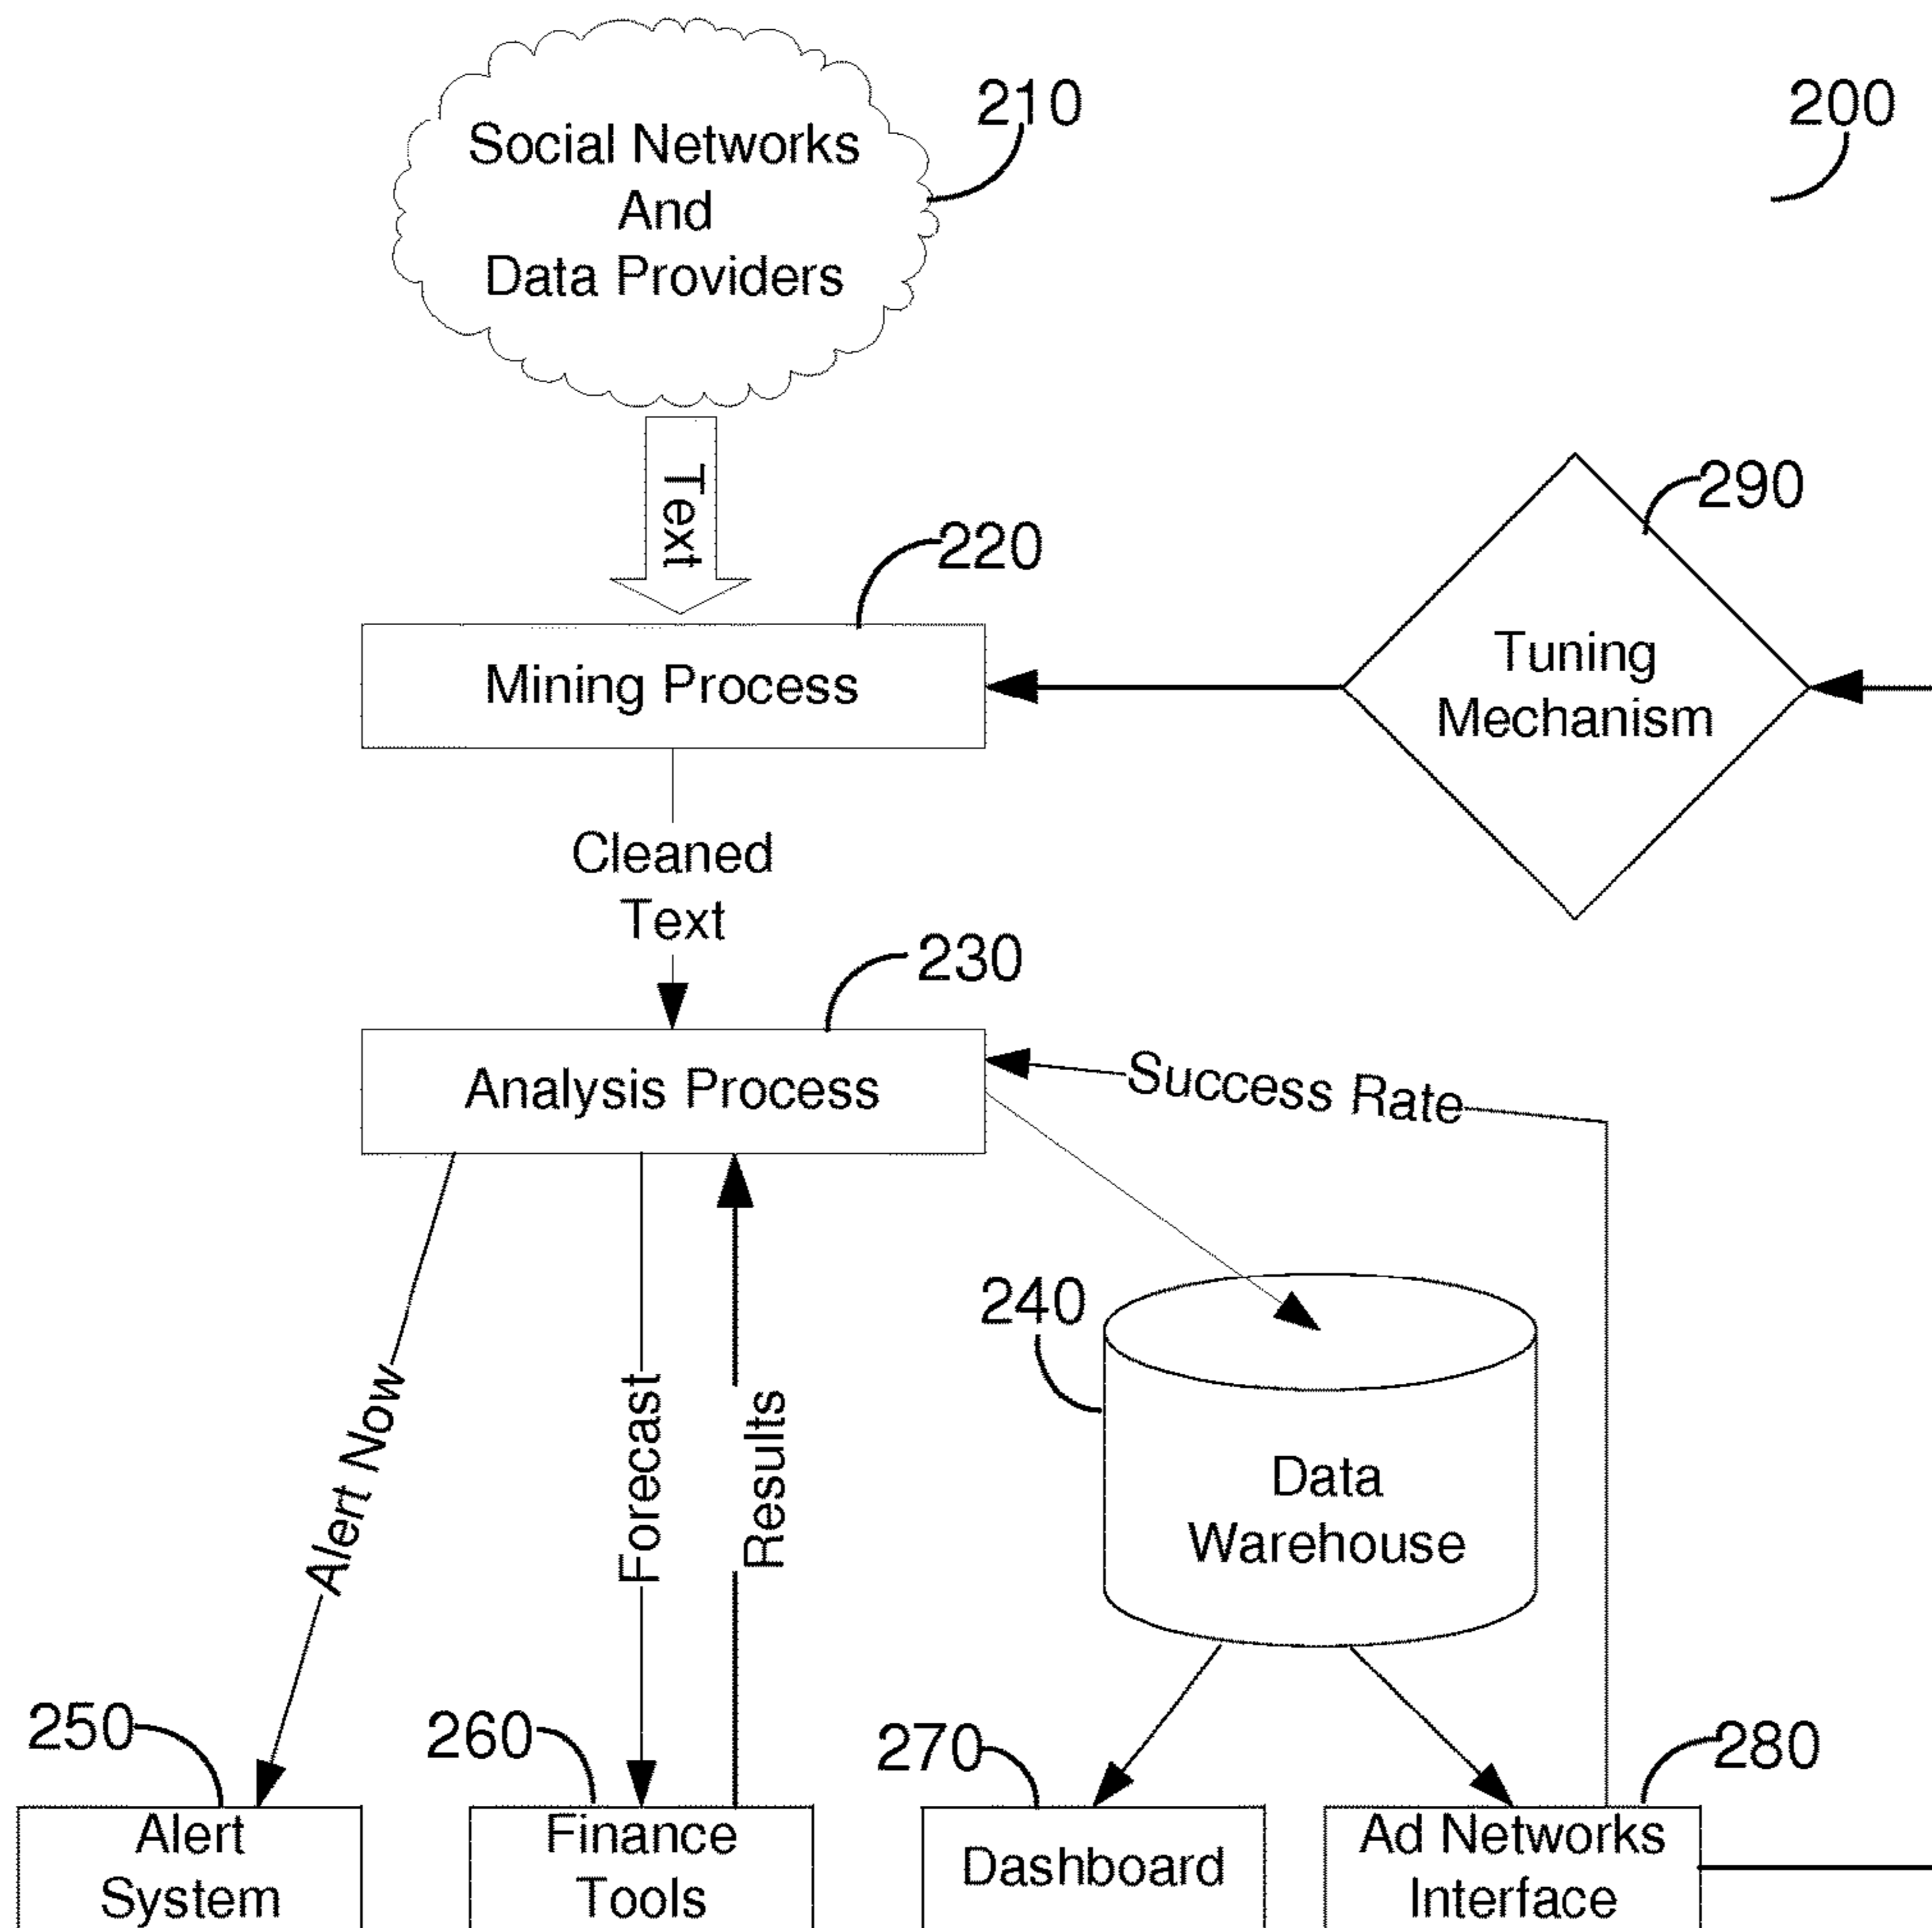 210
200
Social Networks
And
Data Providers
Text
290
220
Tuning
Mechanism
Mining Process
Cleaned
Text
230
Analysis Process
Success Rate
240
Alert Now
Forecast
Results
Data
Warehouse
250
260
270
280
Alert
System
Finance
Tools
Dashboard
Ad Networks
Interface